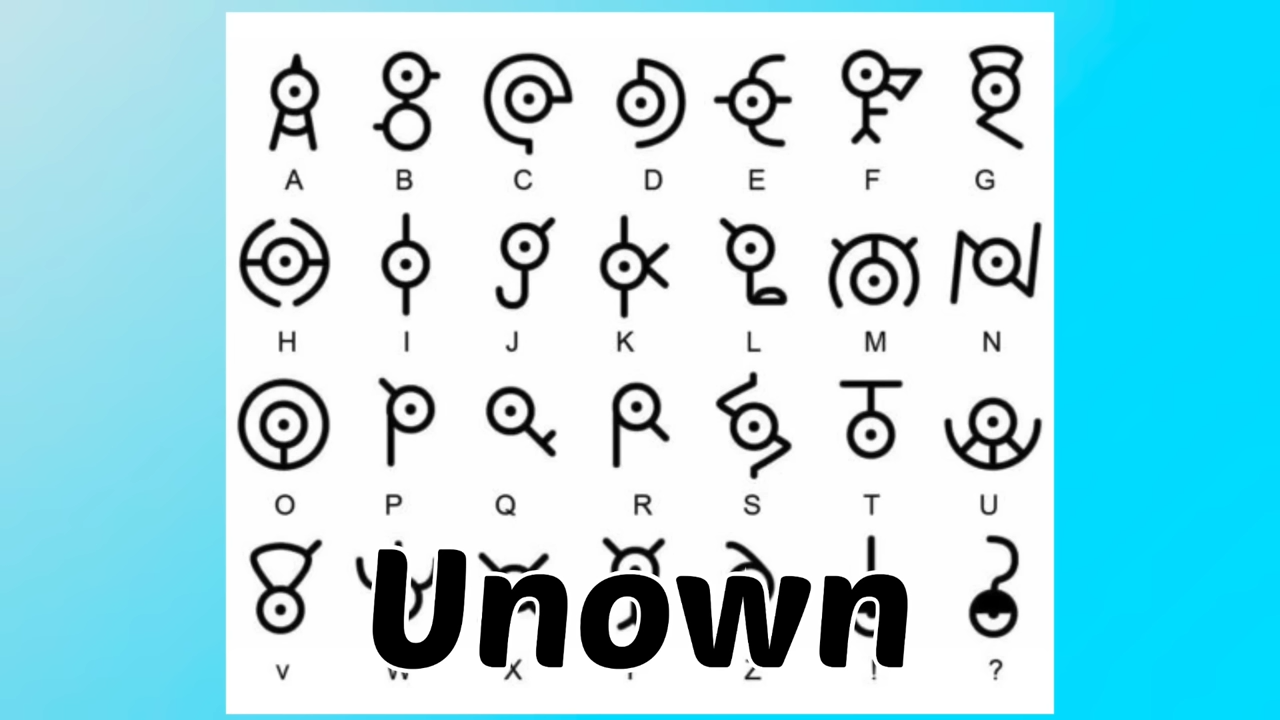 A B C D E F G
H I J K L M N
O P Q R S T U
Unown
v W X Z ! ?